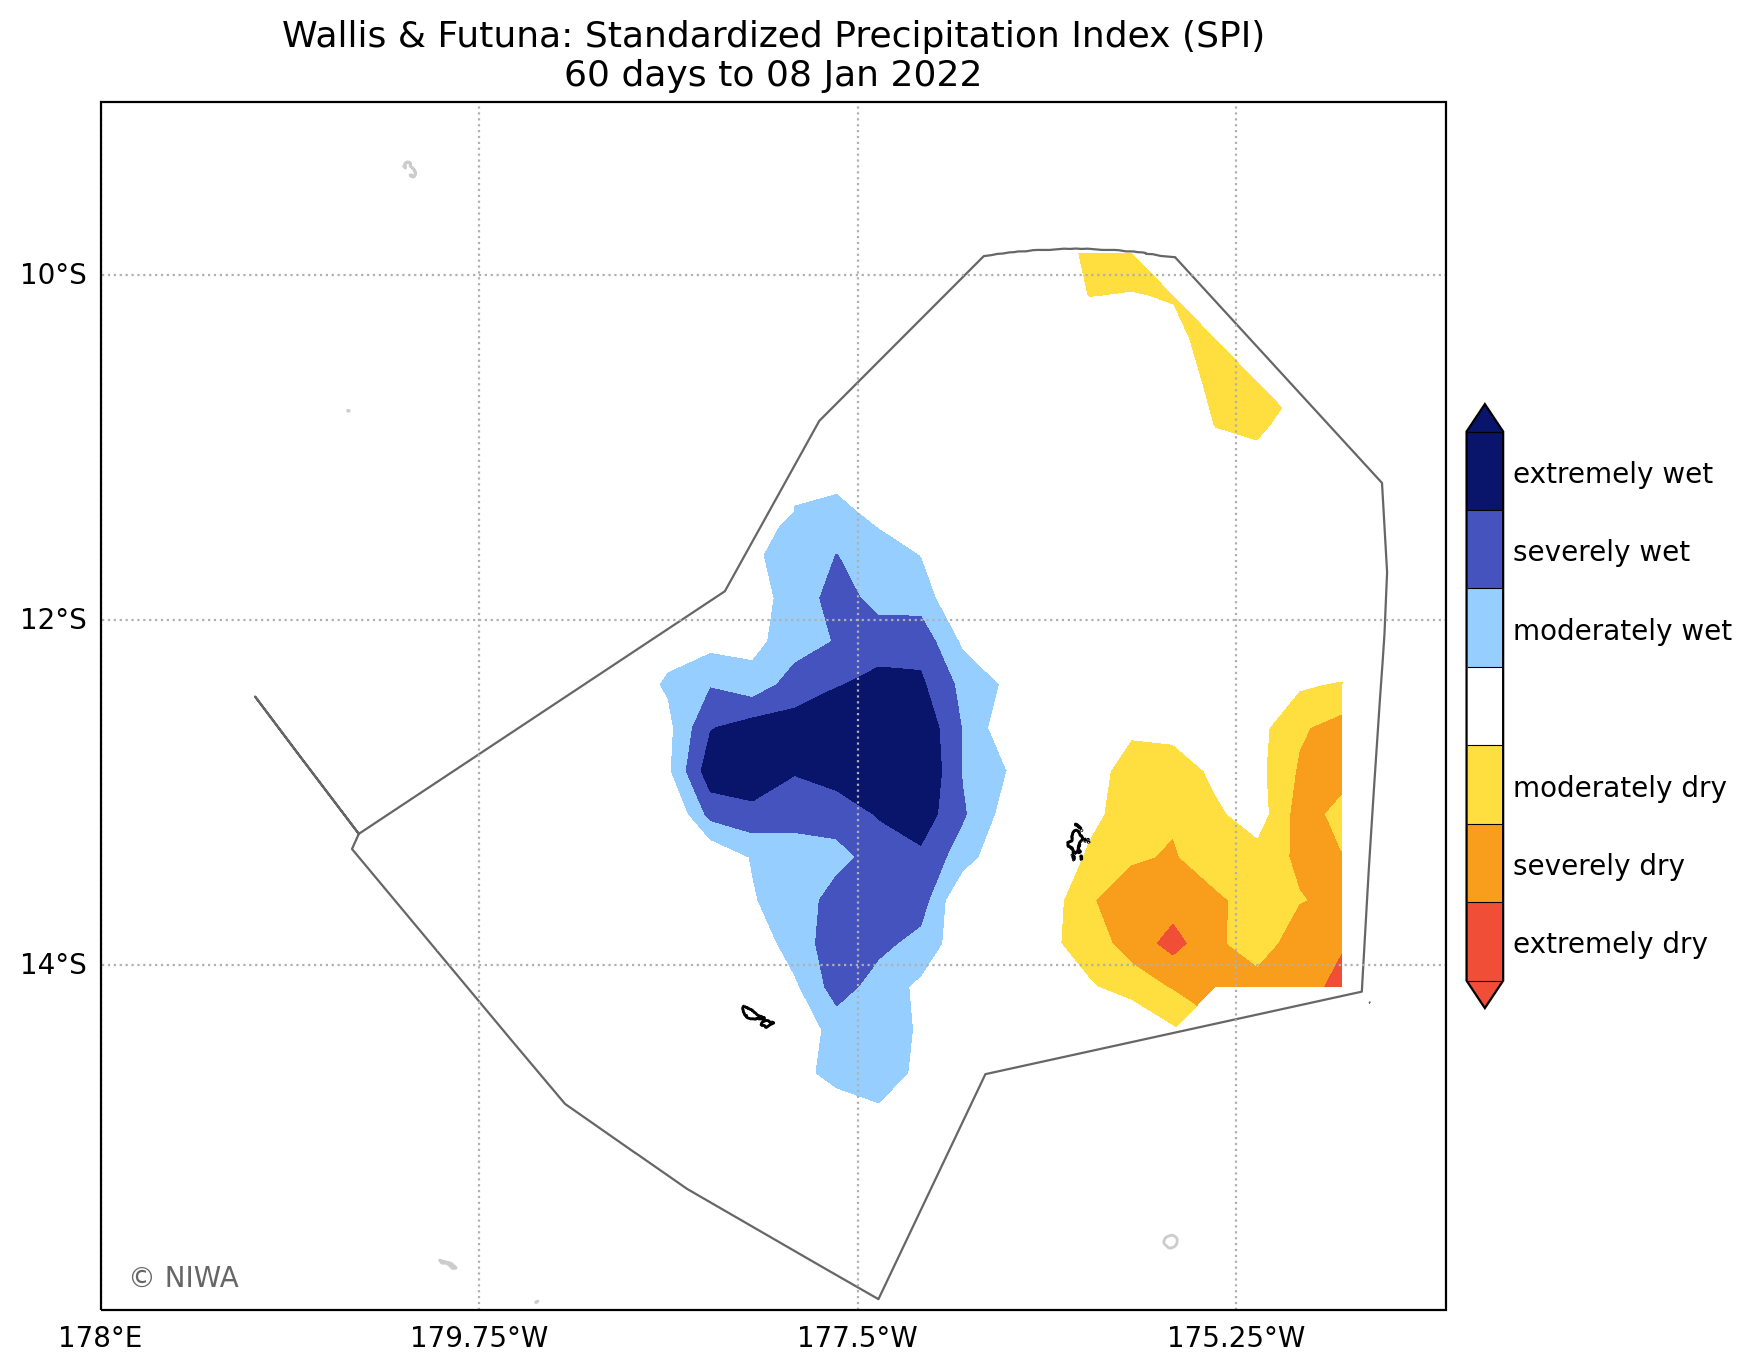 Wallis & Futuna: Standardized Precipitation Index (SPI)
60 days to 08 Jan 2022
10°S
12°S
14°S
178°E
179.75°W
177.5°W
175.25°W
© NIWA
extremely wet
severely wet
moderately wet
moderately dry
severely dry
extremely dry